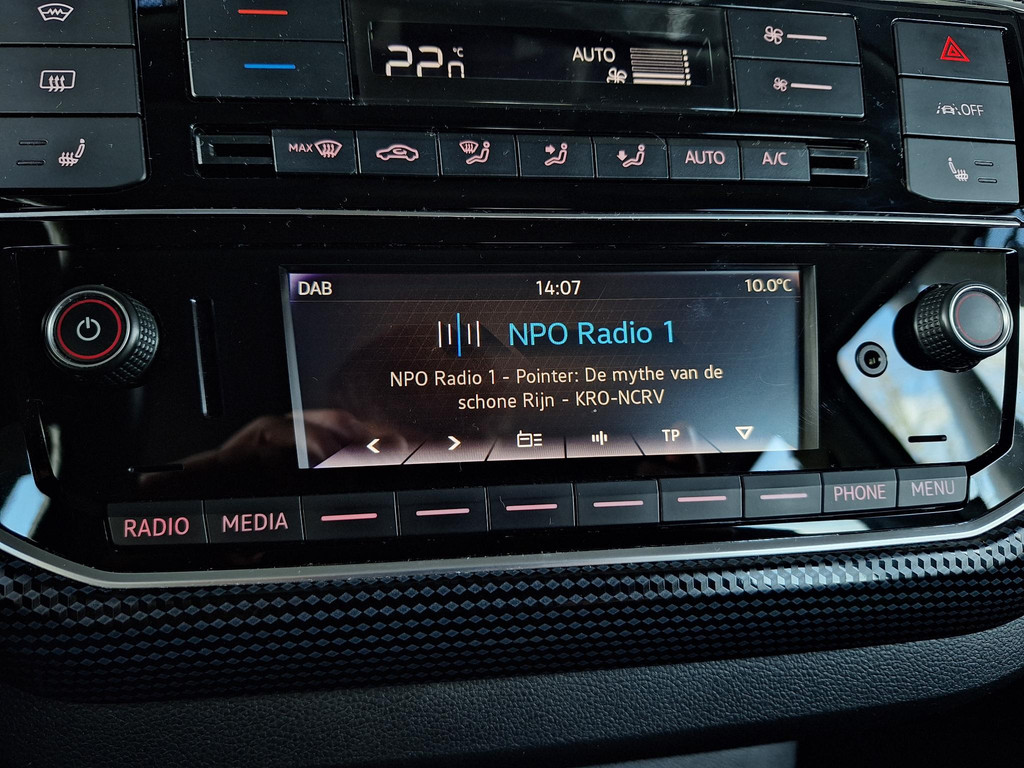 22.0 °C AUTO
OFF
MAX AUTO A/C
DAB 14:07 10.0°C
NPO Radio 1
NPO Radio 1 - Pointer: De mythe van de
schone Rijn - KRO-NCRV
TP
RADIO MEDIA PHONE MENU